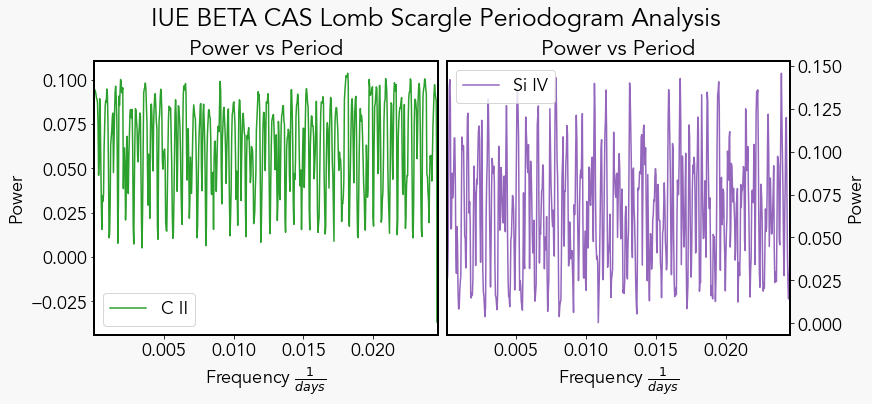 IUE BETA CAS Lomb Scargle Periodogram Analysis
Power vs Period
Power vs Period
0.100
0.075
0.050
0.025
0.000
−0.025
Power
C II
0.005
0.010
0.015
0.020
Frequency 1/days
Si IV
0.150
0.125
0.100
0.075
0.050
0.025
0.000
Power
0.005
0.010
0.015
0.020
Frequency 1/days